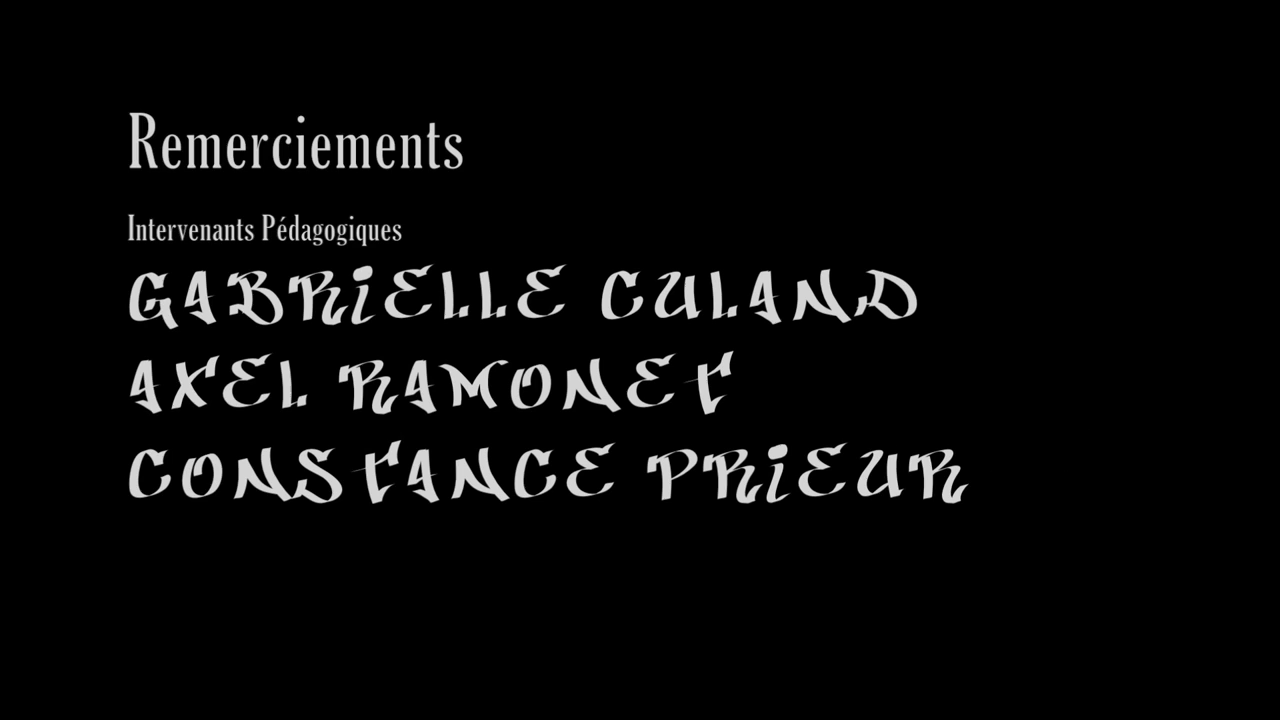 Remerciements
Intervenants Pédagogiques
GABRiELLE CULAND
AXEL RAMONET
CONSTANCE PRiEUR